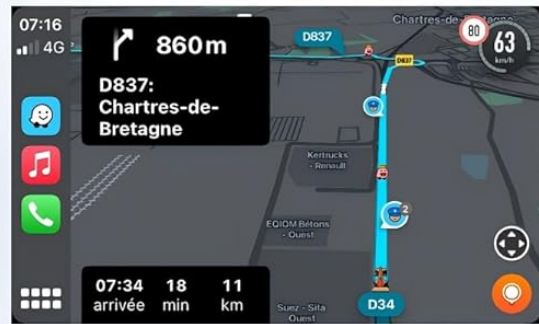 07:16
4G
860m
D837:
Chartres-de-
Bretagne
D837
Chartres-de-Bretagne
80
63
km/h
D837
Kertrucks
- Renault
2
EQIOM Bétons
- Ouest
07:34 18 11
arrivée min km
Suez - Sita
Ouest
D34